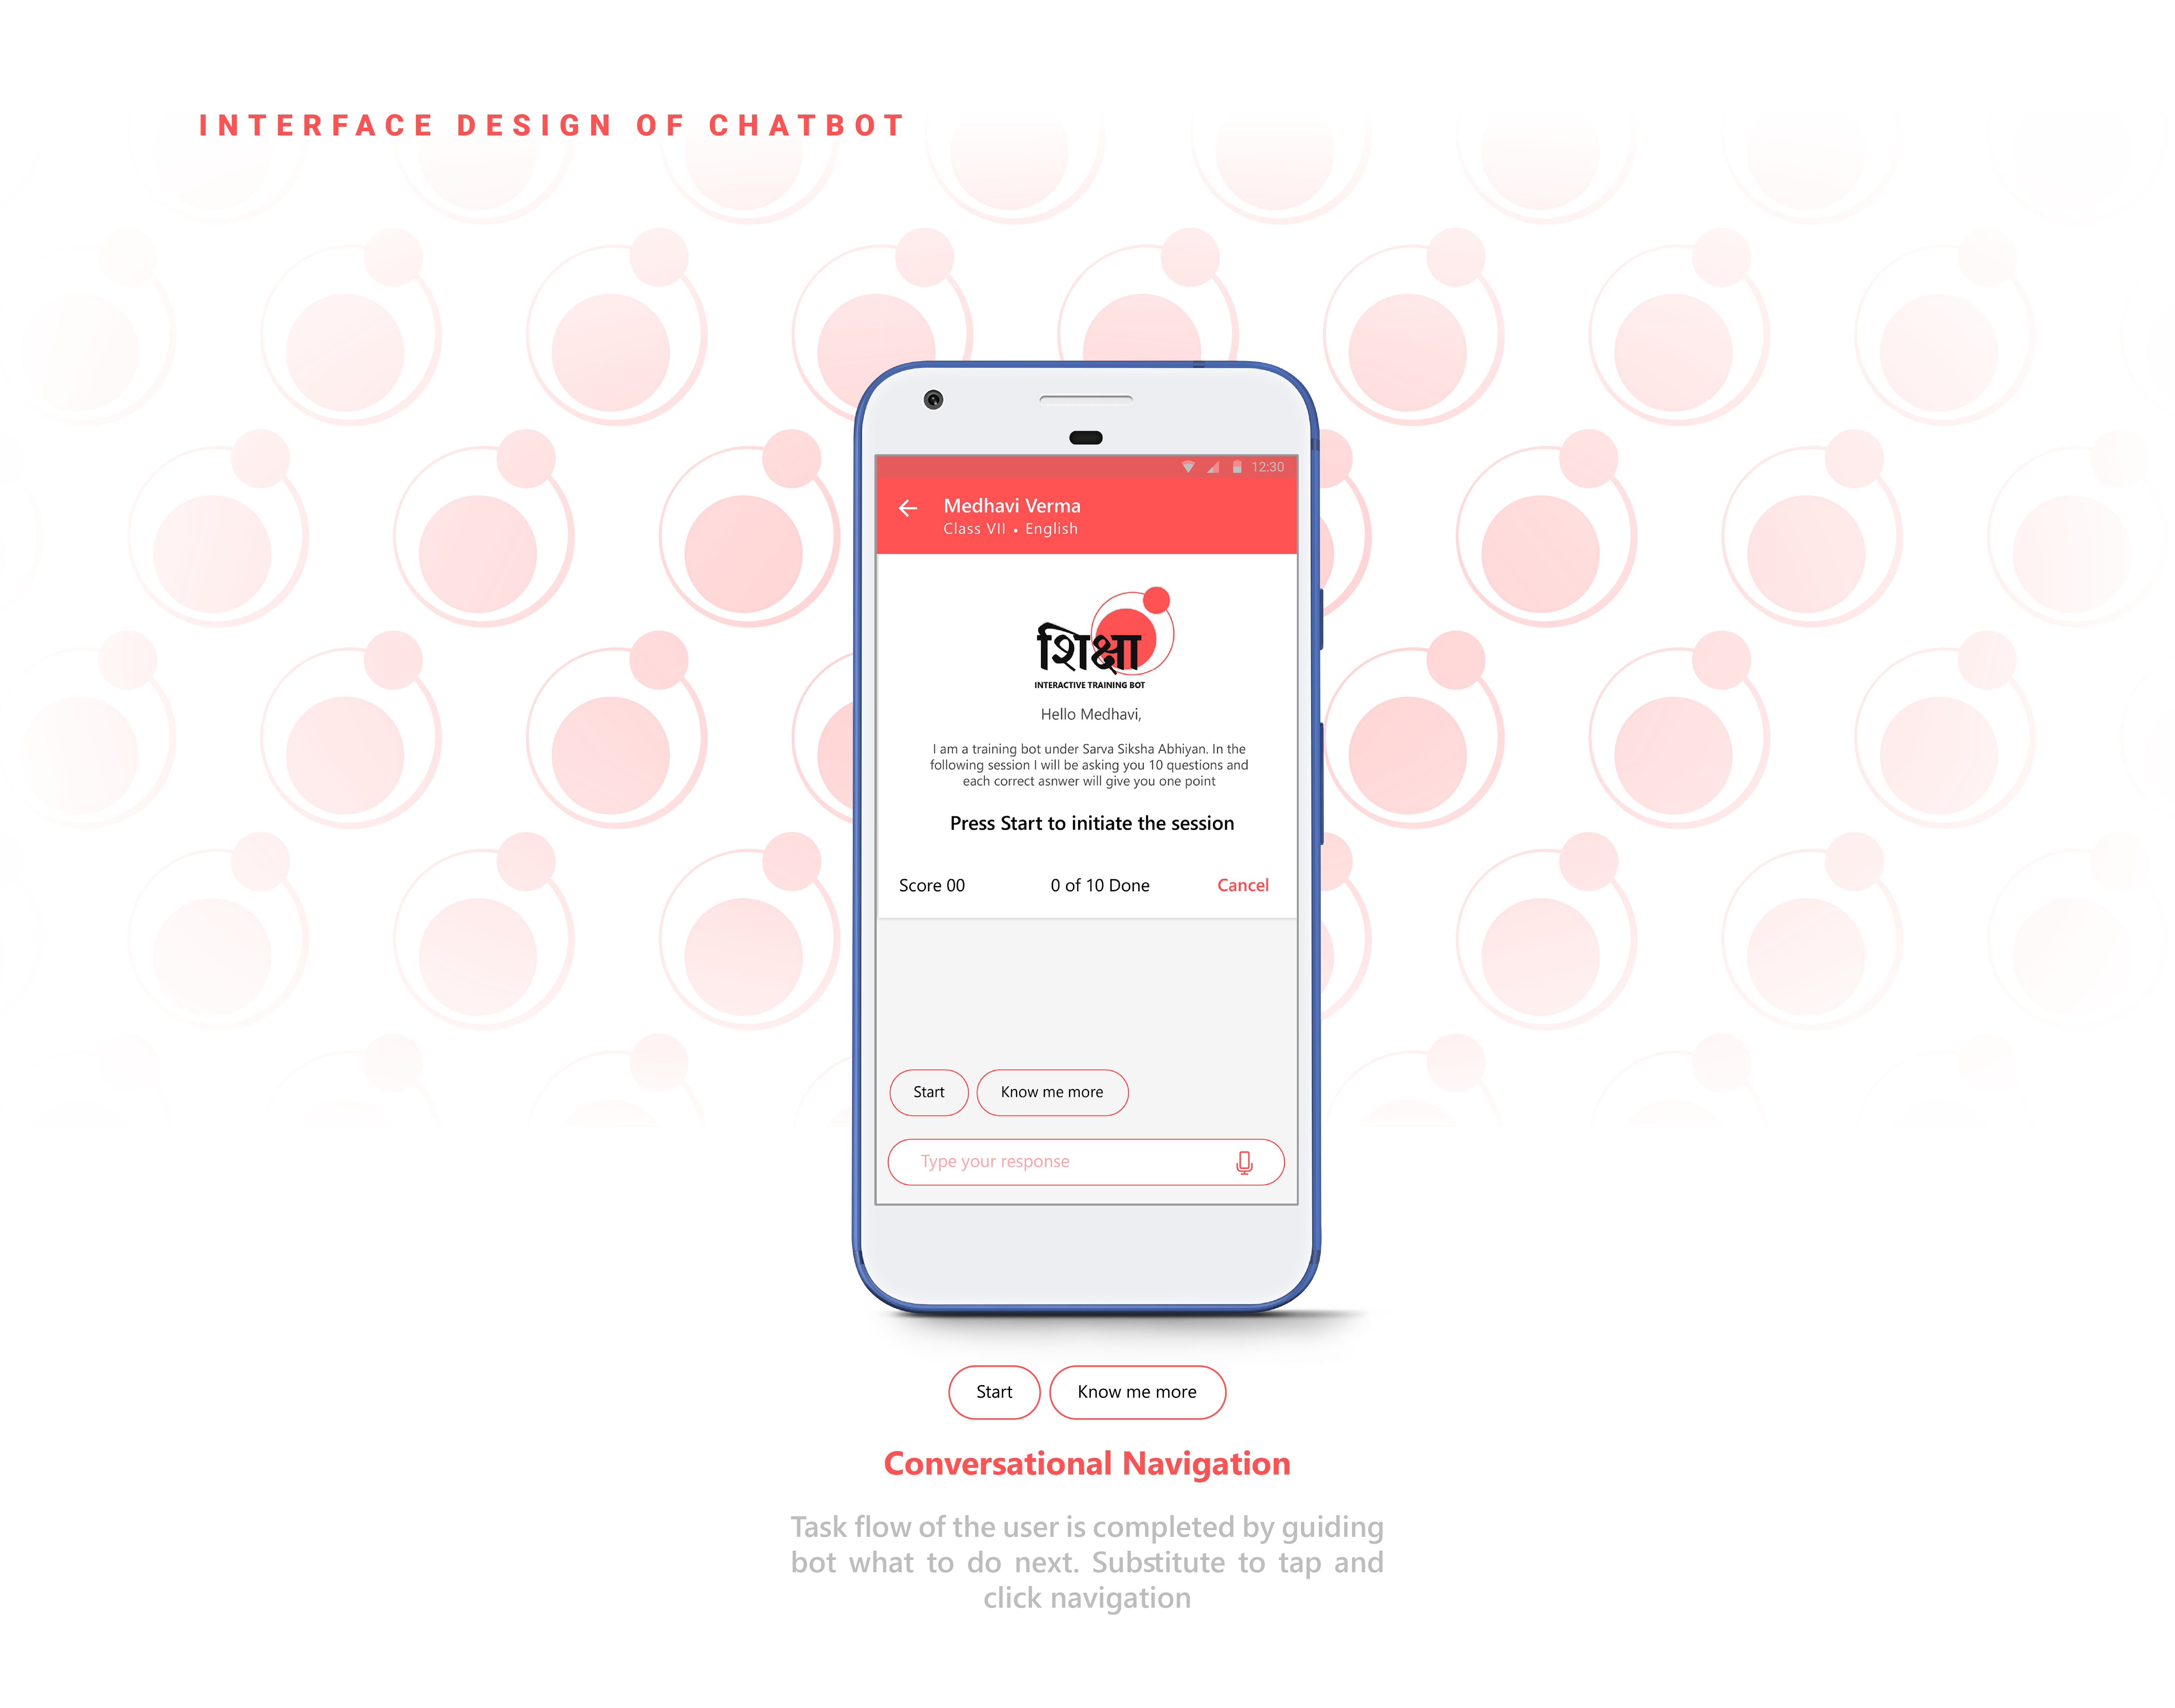 INTERFACE DESIGN OF CHATBOT
12:30
Medhavi Verma
Class VII • English
शिक्षा
INTERACTIVE TRAINING BOT
Hello Medhavi,
I am a training bot under Sarva Siksha Abhiyan. In the
following session I will be asking you 10 questions and
each correct asnwer will give you one point
Press Start to initiate the session
Score 00 0 of 10 Done Cancel
Start Know me more
Type your response
Start Know me more
Conversational Navigation
Task flow of the user is completed by guiding
bot what to do next. Substitute to tap and
click navigation